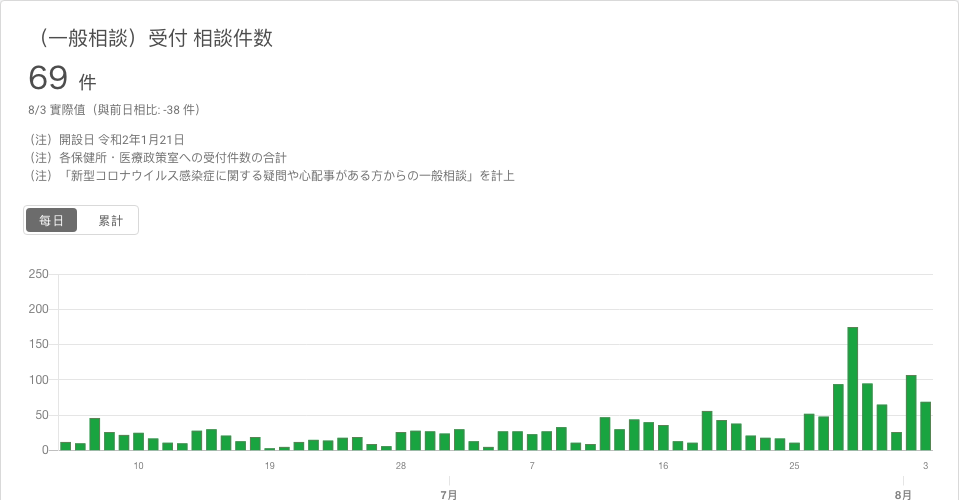 （一般相談）受付 相談件数
69 件
8/3 實際値（與前日相比: -38 件）
（注）開設日 令和2年1月21日
（注）各保健所・医療政策室への受付件数の合計
（注）「新型コロナウイルス感染症に関する疑問や心配事がある方からの一般相談」を計上
每日 累計
250
200
150
100
50
0
10 19 28 7 16 25 3
7月 8月